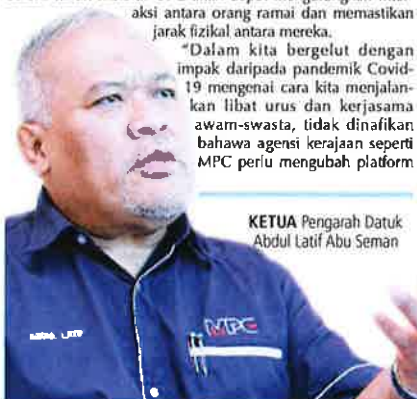 aksi antara orang ramai dan memastikan
jarak fizikal antara mereka.
"Dalam kita bergelut dengan
impak daripada pandemik Covid-
19 mengenai cara kita menjalan-
kan libat urus dan kerjasama
awam-swasta, tidak dinafikan
bahawa agensi kerajaan seperti
MPC perlu mengubah platform
KETUA Pengarah Datuk
Abdul Latif Abu Seman
ABDUL LATIF
MPC